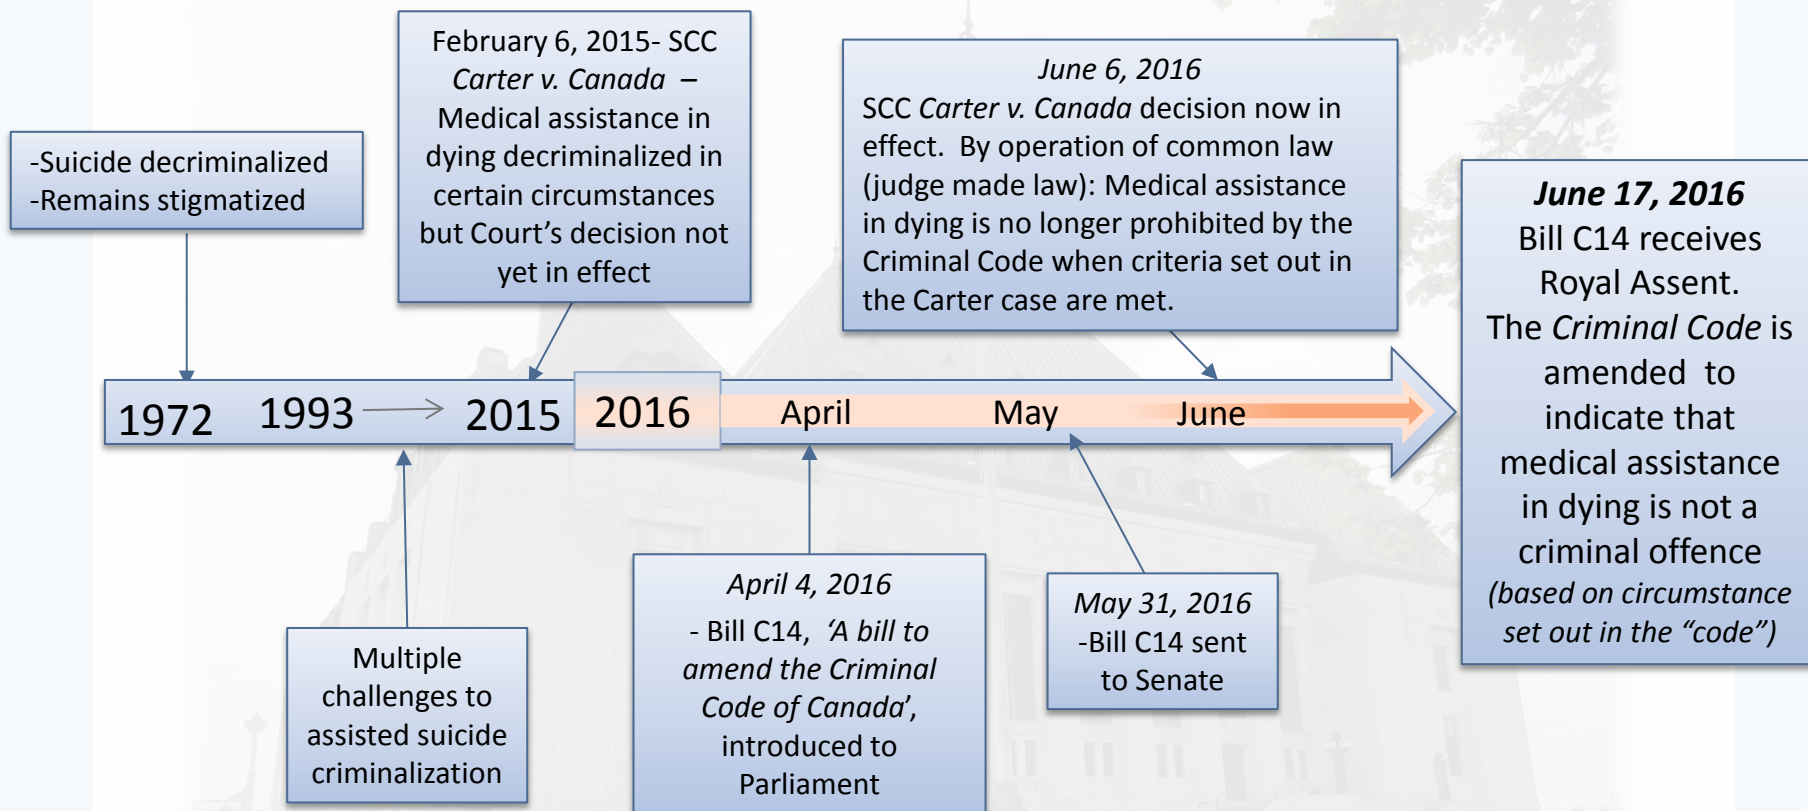 -Suicide decriminalized
-Remains stigmatized
February 6, 2015- SCC
Carter v. Canada –
Medical assistance in
dying decriminalized in
certain circumstances
but Court's decision not
yet in effect
June 6, 2016
SCC Carter v. Canada decision now in
effect. By operation of common law
(judge made law): Medical assistance
in dying is no longer prohibited by the
Criminal Code when criteria set out in
the Carter case are met.
June 17, 2016
Bill C14 receives
Royal Assent.
The Criminal Code is
amended to
indicate that
medical assistance
in dying is not a
criminal offence
(based on circumstance
set out in the “code”)
1972 1993 2015 2016 April May June
Multiple
challenges to
assisted suicide
criminalization
April 4, 2016
- Bill C14, ‘A bill to
amend the Criminal
Code of Canada’,
introduced to
Parliament
May 31, 2016
-Bill C14 sent
to Senate